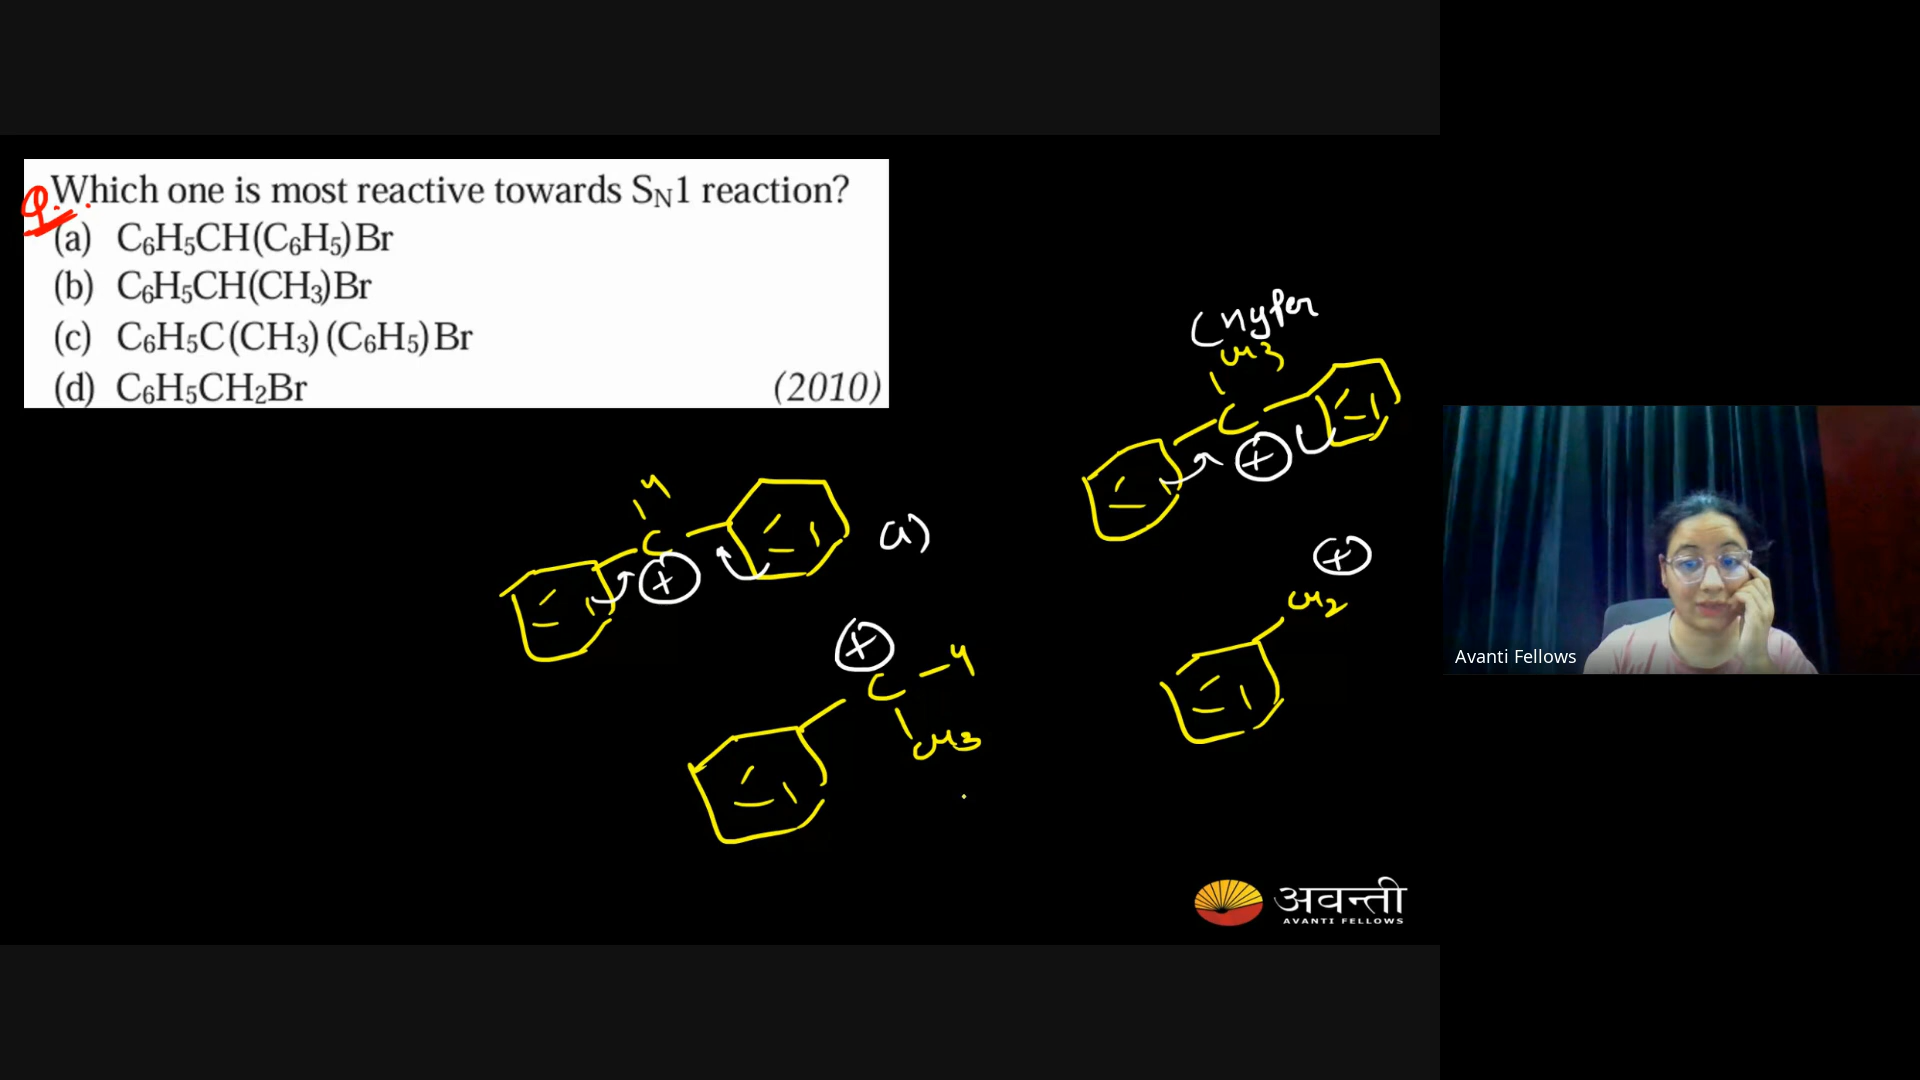 Q. Which one is most reactive towards SN1 reaction?
(a) C6H5CH(C6H5)Br
(b) C6H5CH(CH3)Br
(c) C6H5C(CH3)(C6H5)Br
(d) C6H5CH2Br (2010)
CH3
C
+
H
C
+
a)
+
CH2
+
C - H
CH3
Avanti Fellows
अवन्ती
AVANTI FELLOWS